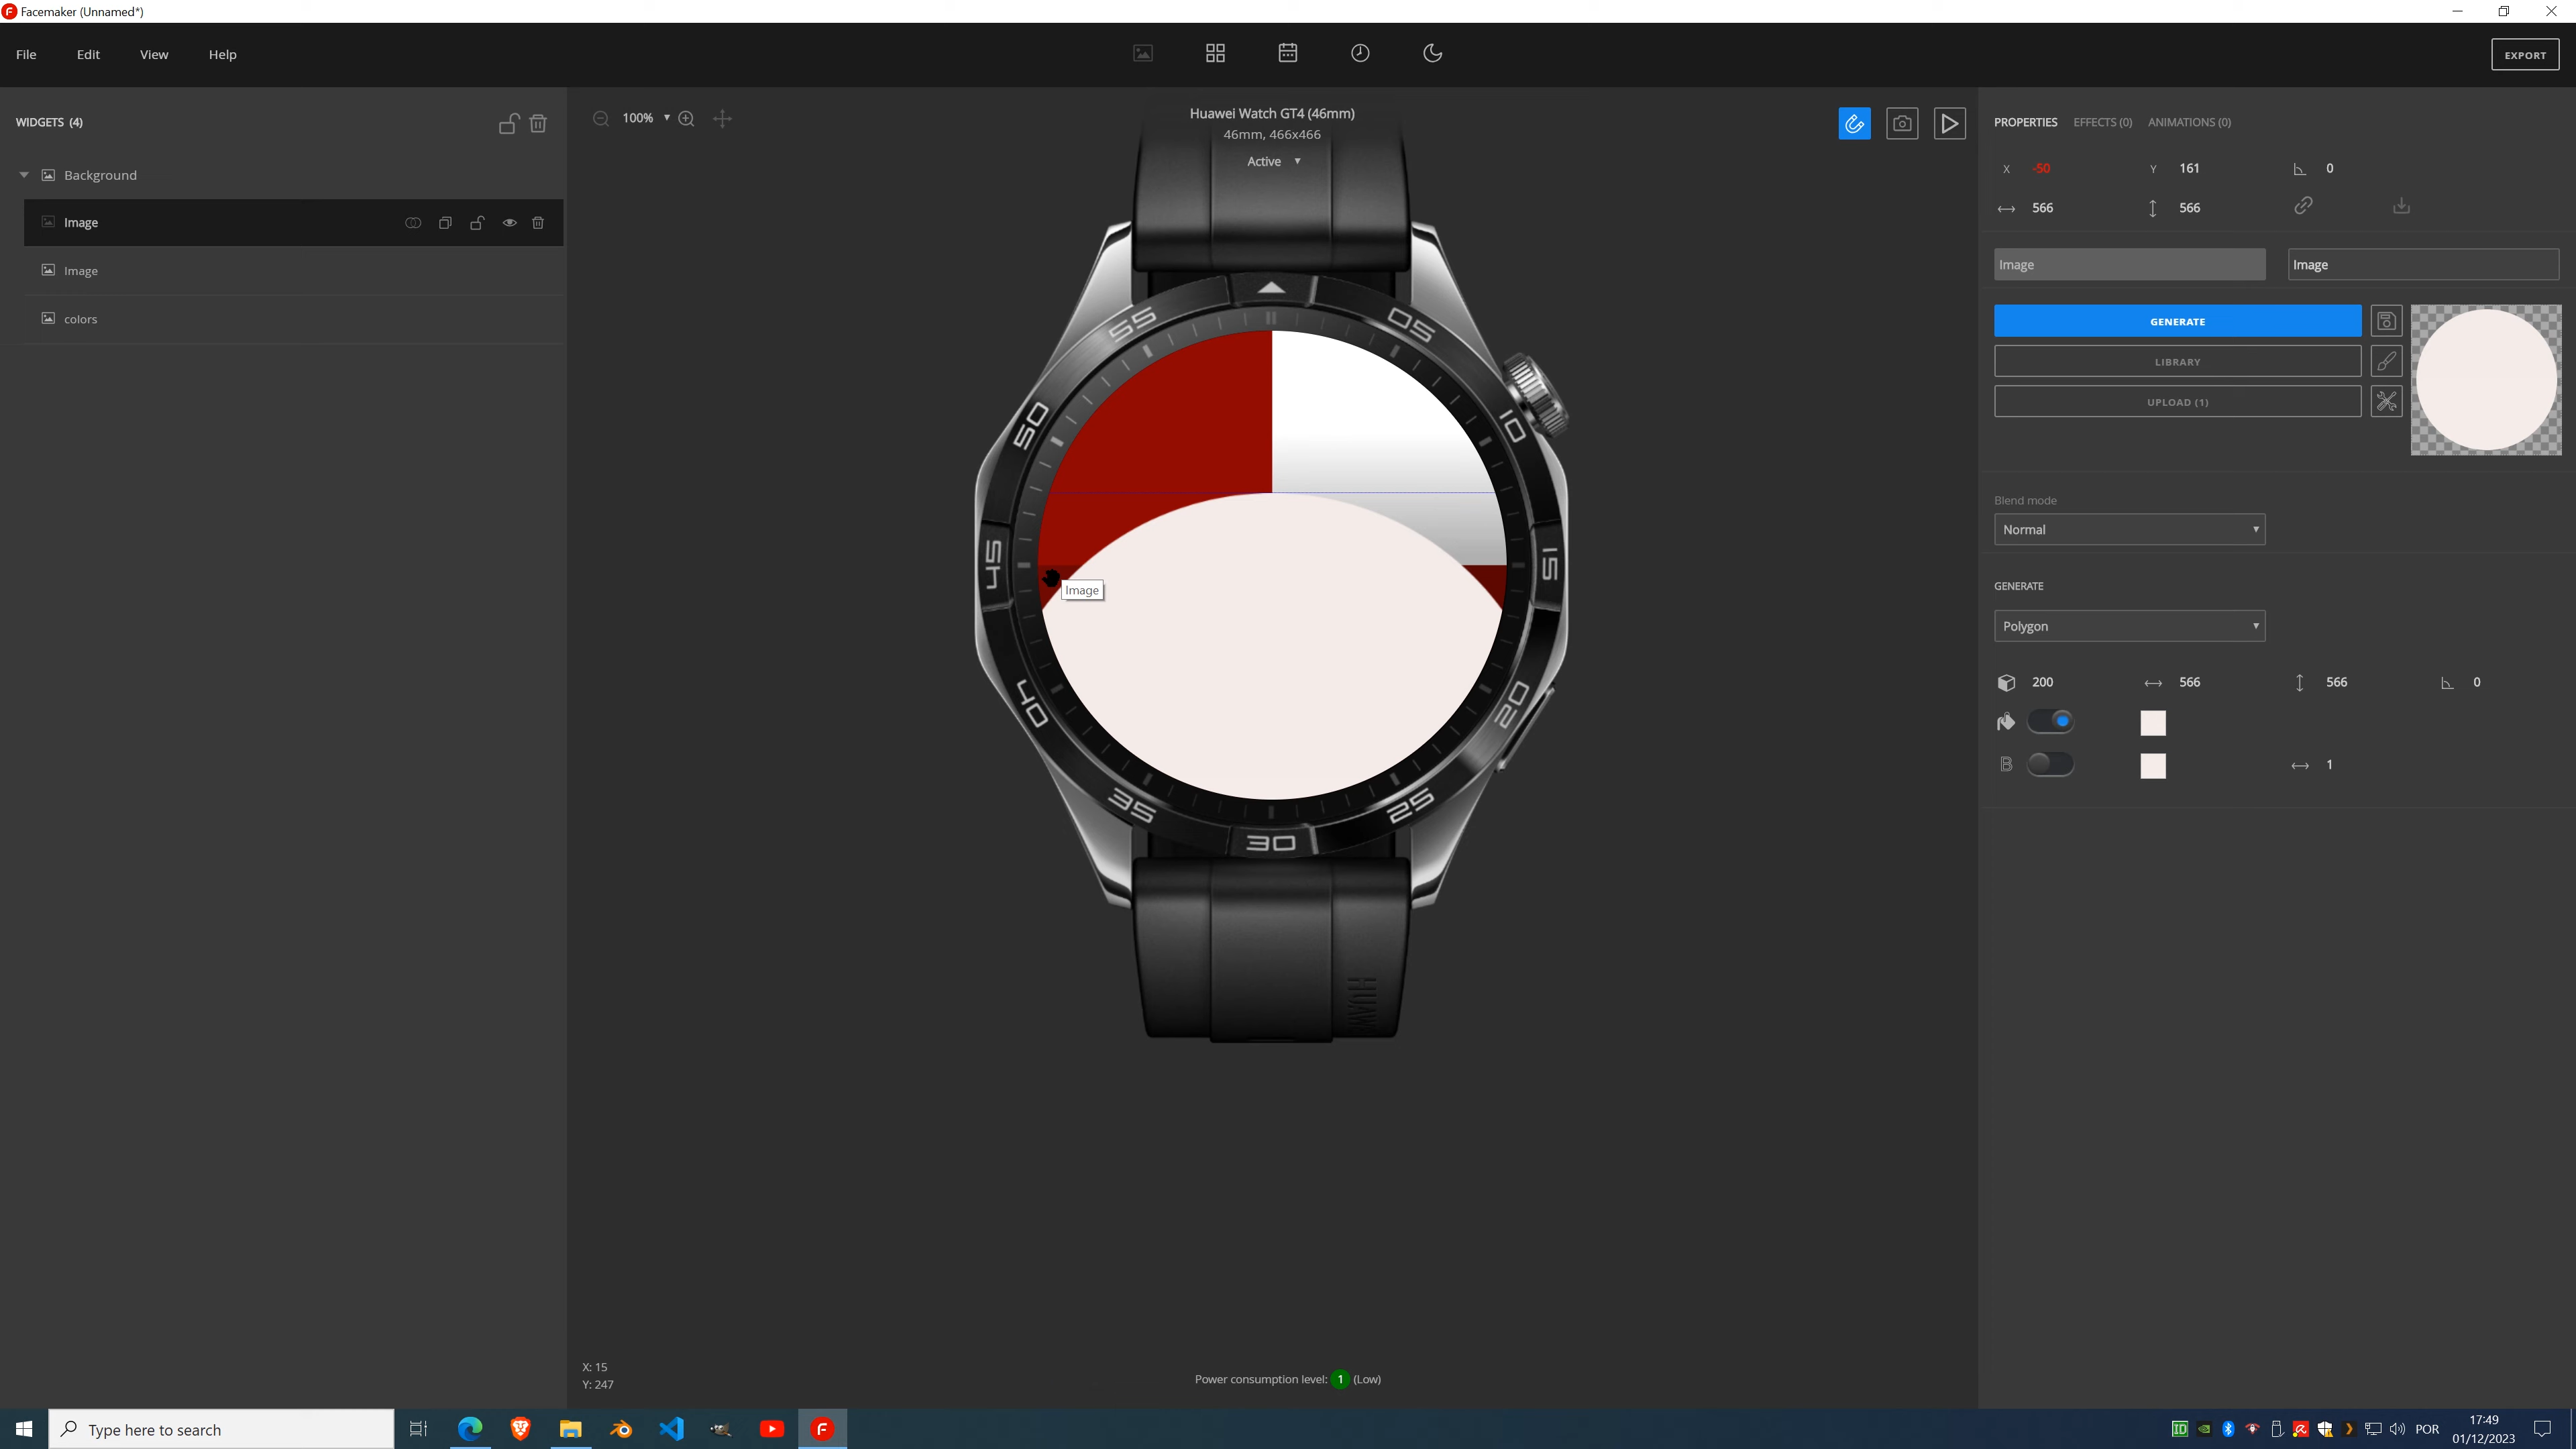 Facemaker (Unnamed*)
File Edit View Help
EXPORT
WIDGETS (4)
Background
Image
Image
colors
100%
Huawei Watch GT4 (46mm)
46mm, 466x466
Active
55 05
50 10
45 15
40 20
35 25
30
Image
HUAW
X: 15
Y: 247
Power consumption level: 1 (Low)
PROPERTIES EFFECTS (0) ANIMATIONS (0)
X -50 Y 161 0
566 566
Image Image
GENERATE
LIBRARY
UPLOAD (1)
Blend mode
Normal
GENERATE
Polygon
200 566 566 0
B 1
Type here to search
POR
17:49
01/12/2023